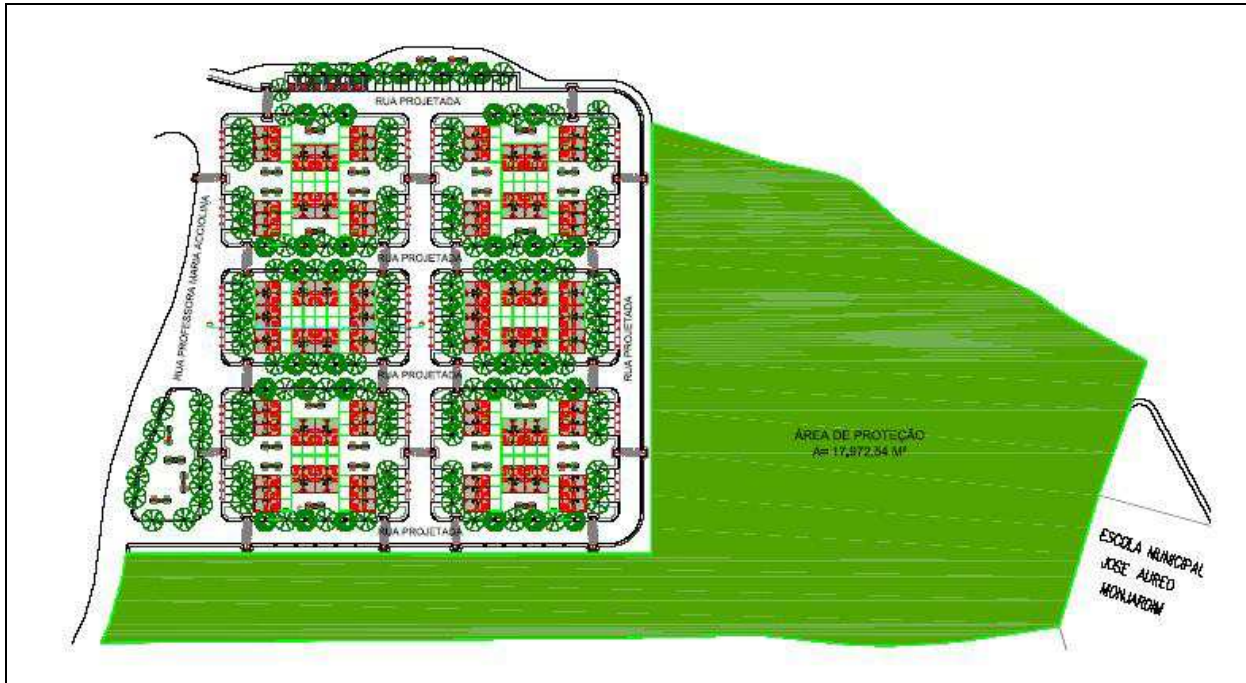 RUA PROJETADA
RUA PROFESSORA MARIA ACCIOLINA
RUA PROJETADA
RUA PROJETADA
RUA PROJETADA
RUA PROJETADA
ÁREA DE PROTEÇÃO
A= 17,972,54 M²
ESCOLA MUNICIPAL
JOSE AUREO
MONJARDIM